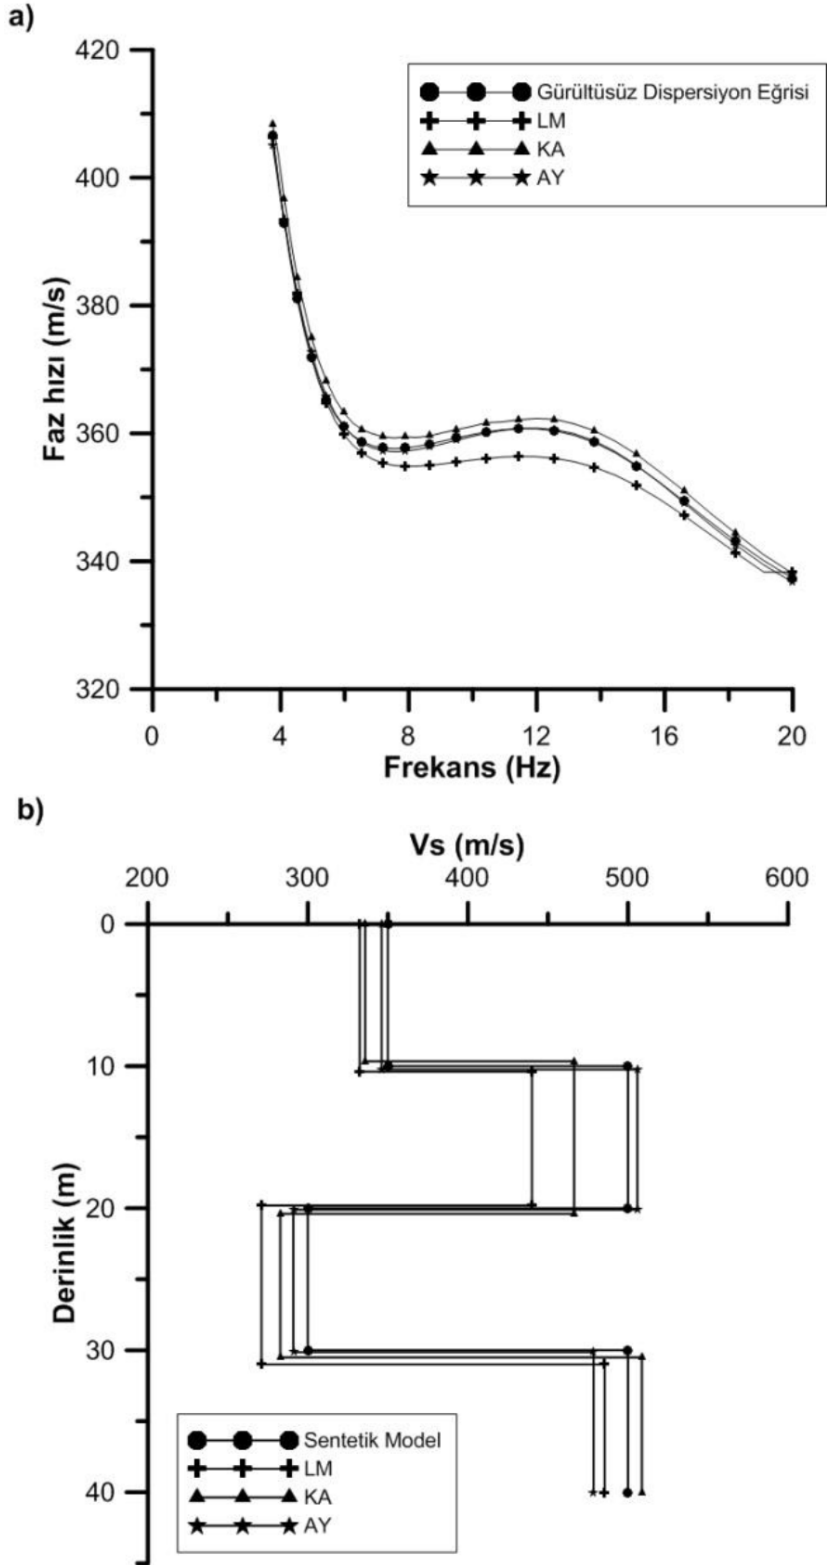 a)
420
400
380
360
340
320
Faz hızı (m/s)
Gürültüsüz Dispersiyon Eğrisi
LM
KA
AY
0 4 8 12 16 20
Frekans (Hz)
b)
Vs (m/s)
200 300 400 500 600
0
10
20
30
40
Derinlik (m)
Sentetik Model
LM
KA
AY